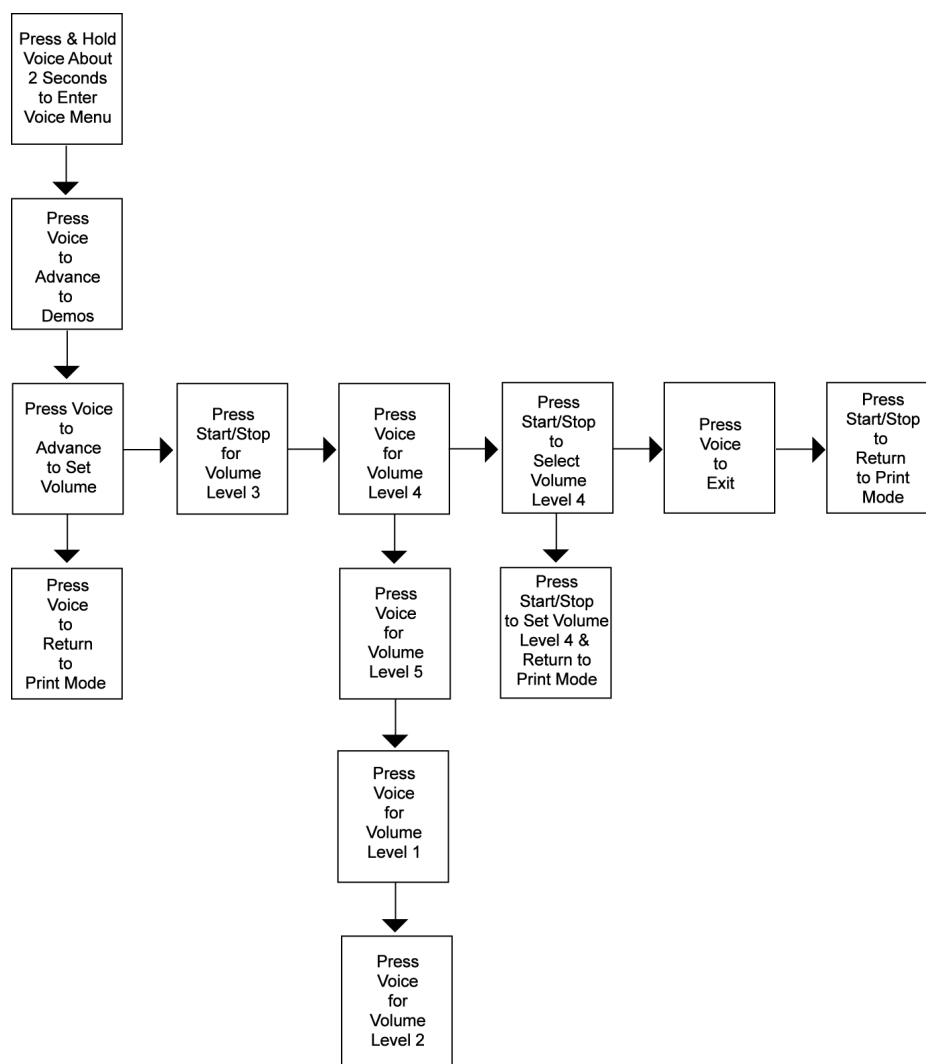 Press & Hold
Voice About
2 Seconds
to Enter
Voice Menu
Press
Voice
to
Advance
to
Demos
Press Voice
to
Advance
to Set
Volume
Press
Start/Stop
for
Volume
Level 3
Press
Voice
for
Volume
Level 4
Press
Start/Stop
to
Select
Volume
Level 4
Press
Voice
to
Exit
Press
Start/Stop
to
Return
to Print
Mode
Press
Voice
to
Return
to
Print Mode
Press
Voice
for
Volume
Level 5
Press
Start/Stop
to Set Volume
Level 4 &
Return to
Print Mode
Press
Voice
for
Volume
Level 1
Press
Voice
for
Volume
Level 2